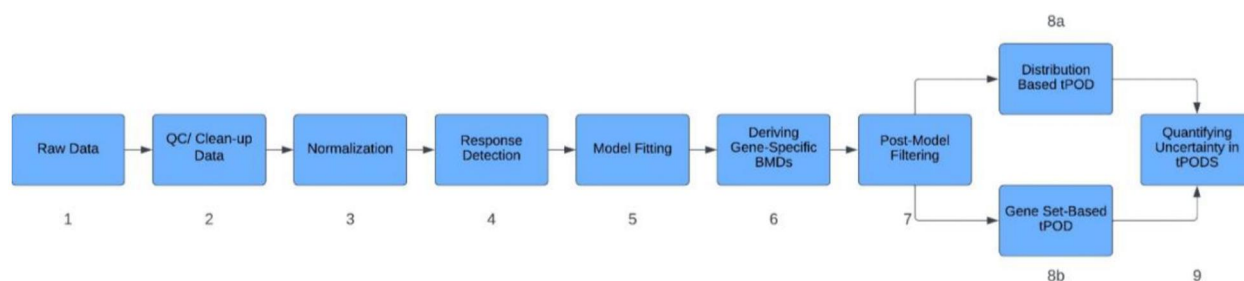 8a
Distribution
Based tPOD
Raw Data
QC/ Clean-up
Data
Normalization
Response
Detection
Model Fitting
Deriving
Gene-Specific
BMDs
Post-Model
Filtering
Quantifying
Uncertainty in
tPODS
1
2
3
4
5
6
7
Gene Set-Based
tPOD
8b
9